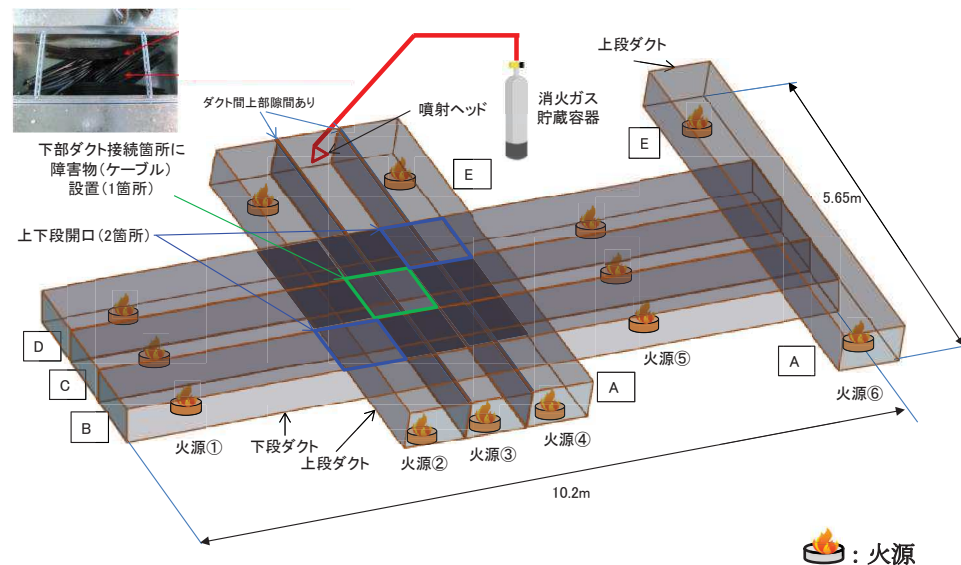 上段ダクト
消火ガス
貯蔵容器
噴射ヘッド
ダクト間上部隙間あり
下部ダクト接続箇所に
障害物(ケーブル)
設置(1箇所)
E
E
5.65m
上下段開口(2箇所)
D
C
B
A
A
火源⑤
火源⑥
火源①
下段ダクト
上段ダクト
火源②
火源③
火源④
10.2m
:火源